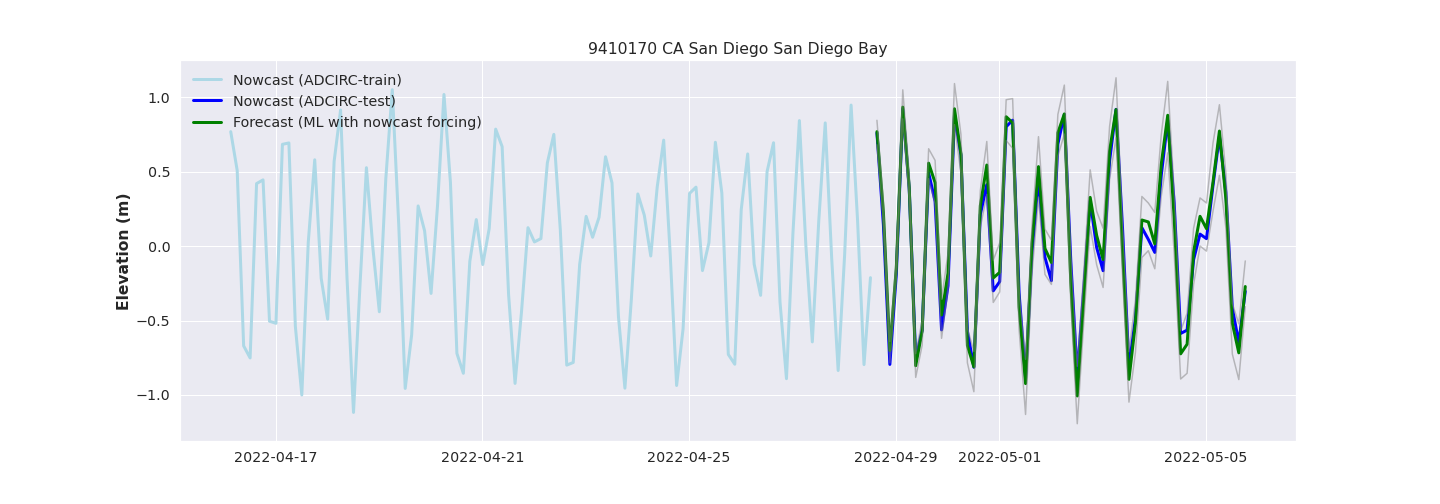 9410170 CA San Diego San Diego Bay
Nowcast (ADCIRC-train)
Nowcast (ADCIRC-test)
Forecast (ML with nowcast forcing)
Elevation (m)
1.0
0.5
0.0
−0.5
−1.0
2022-04-17 2022-04-21 2022-04-25 2022-04-29 2022-05-01 2022-05-05